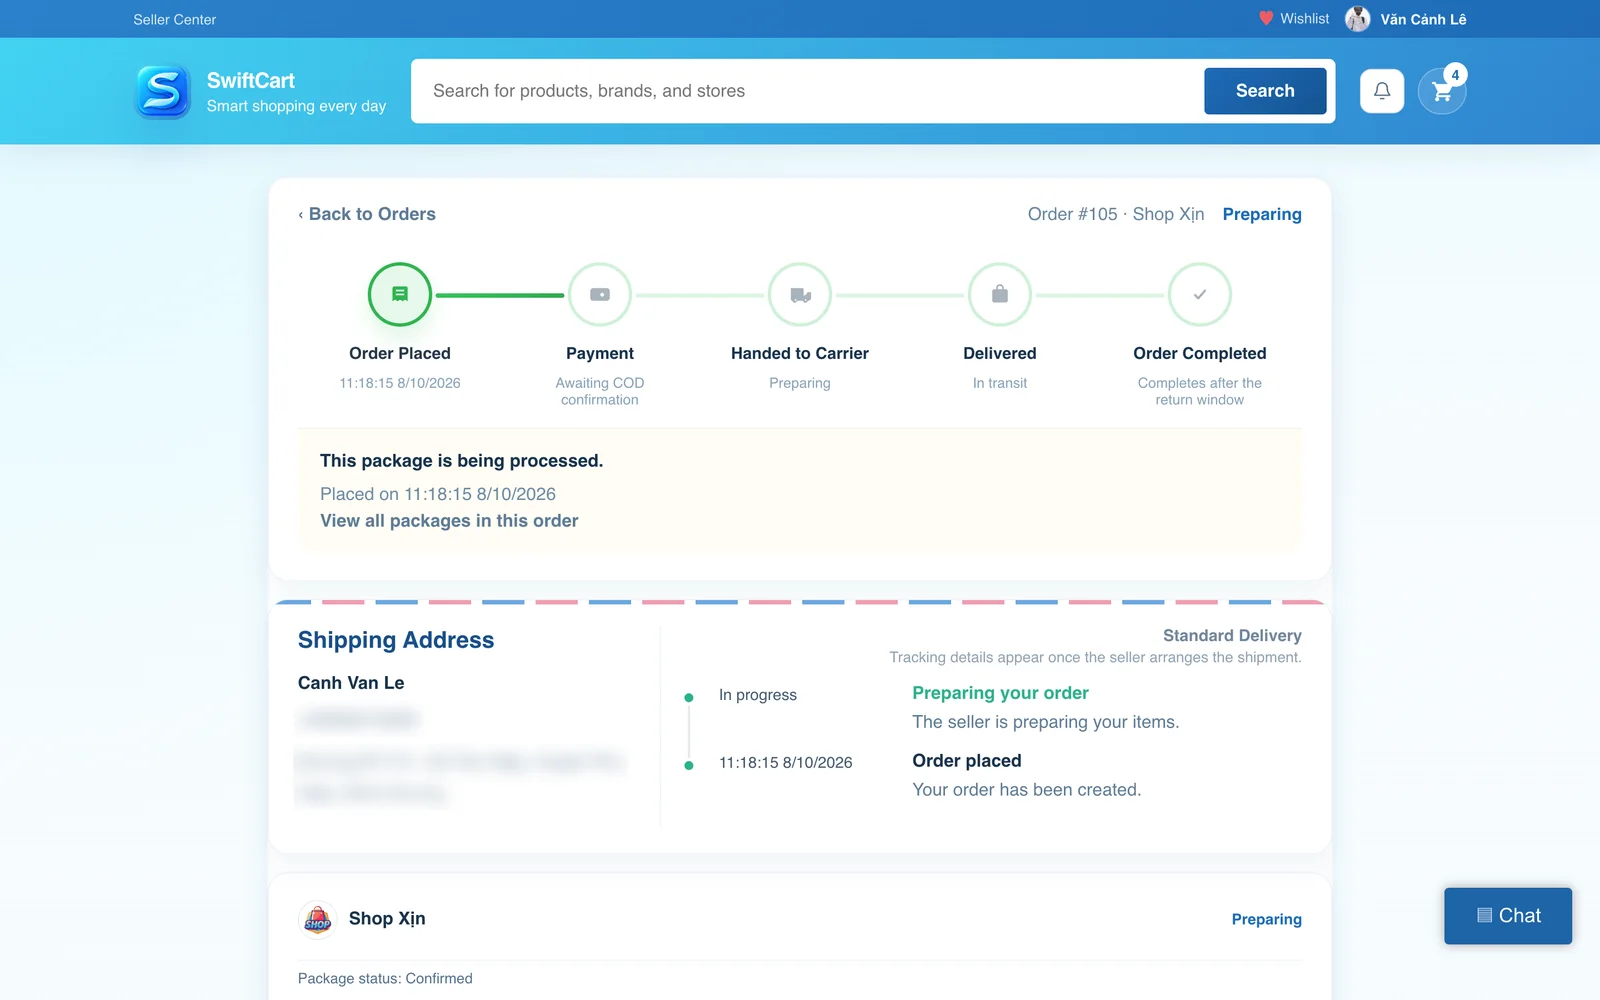 Seller Center
Wishlist
Văn Cảnh Lê
SwiftCart
Smart shopping every day
Search for products, brands, and stores
Search
4
‹ Back to Orders
Order #105 · Shop Xịn
Preparing
Order Placed
11:18:15 8/10/2026
Payment
Awaiting COD
confirmation
Handed to Carrier
Preparing
Delivered
In transit
Order Completed
Completes after the
return window
This package is being processed.
Placed on 11:18:15 8/10/2026
View all packages in this order
Shipping Address
Canh Van Le
Standard Delivery
Tracking details appear once the seller arranges the shipment.
In progress
Preparing your order
The seller is preparing your items.
11:18:15 8/10/2026
Order placed
Your order has been created.
SHOP
Shop Xịn
Preparing
Package status: Confirmed
Chat